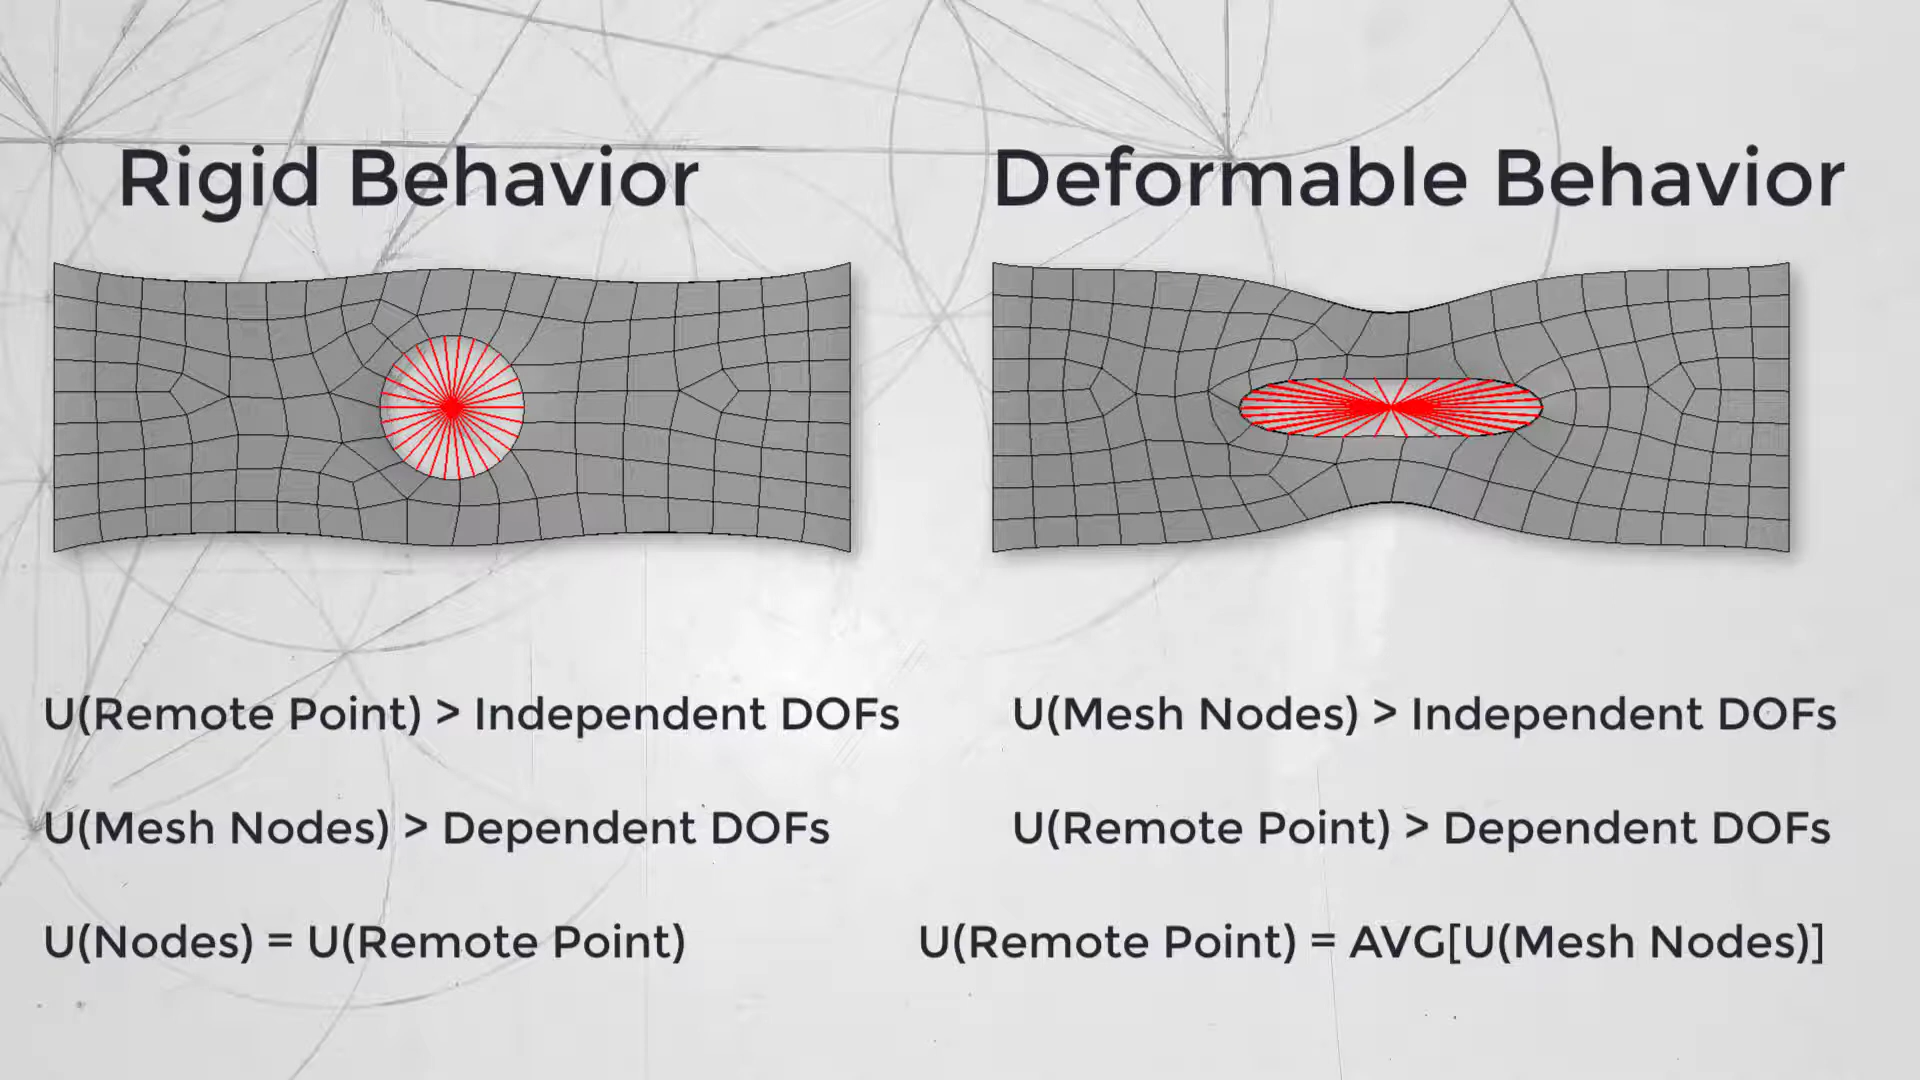 Rigid Behavior
U(Remote Point) > Independent DOFs
U(Mesh Nodes) > Dependent DOFs
U(Nodes) = U(Remote Point)
Deformable Behavior
U(Mesh Nodes) > Independent DOFs
U(Remote Point) > Dependent DOFs
U(Remote Point) = AVG[U(Mesh Nodes)]